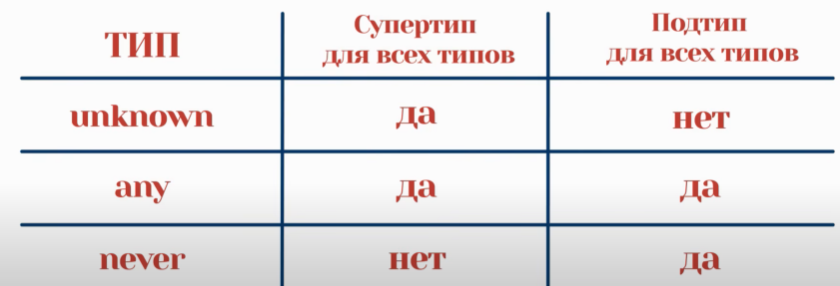 ТИП
Супертип
для всех типов
Подтип
для всех типов
unknown
да
нет
any
да
да
never
нет
да